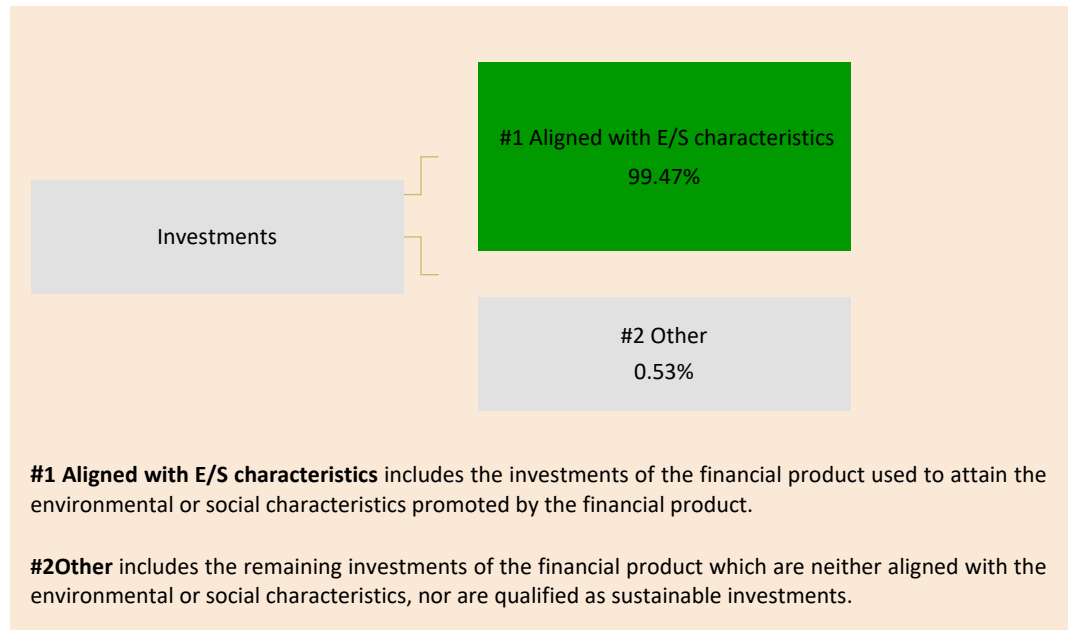 #1 Aligned with E/S characteristics
99.47%
Investments
#2 Other
0.53%
#1 Aligned with E/S characteristics includes the investments of the financial product used to attain the
environmental or social characteristics promoted by the financial product.
#2Other includes the remaining investments of the financial product which are neither aligned with the
environmental or social characteristics, nor are qualified as sustainable investments.